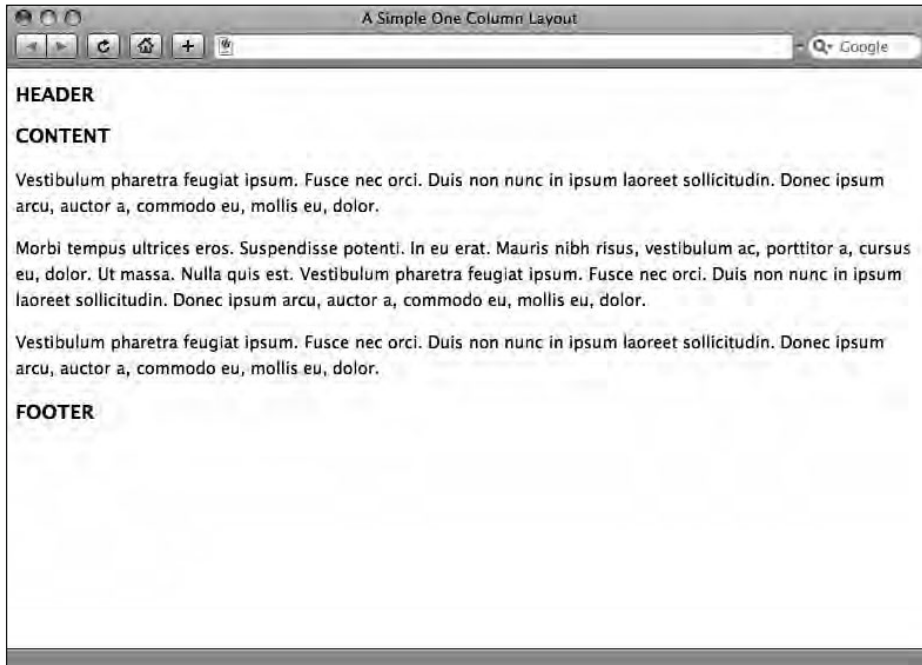 A Simple One Column Layout
Google
HEADER
CONTENT
Vestibulum pharetra feugiat ipsum. Fusce nec orci. Duis non nunc in ipsum laoreet sollicitudin. Donec ipsum
arcu, auctor a, commodo eu, mollis eu, dolor.
Morbi tempus ultrices eros. Suspendisse potenti. In eu erat. Mauris nibh risus, vestibulum ac, porttitor a, cursus
eu, dolor. Ut massa. Nulla quis est. Vestibulum pharetra feugiat ipsum. Fusce nec orci. Duis non nunc in ipsum
laoreet sollicitudin. Donec ipsum arcu, auctor a, commodo eu, mollis eu, dolor.
Vestibulum pharetra feugiat ipsum. Fusce nec orci. Duis non nunc in ipsum laoreet sollicitudin. Donec ipsum
arcu, auctor a, commodo eu, mollis eu, dolor.
FOOTER